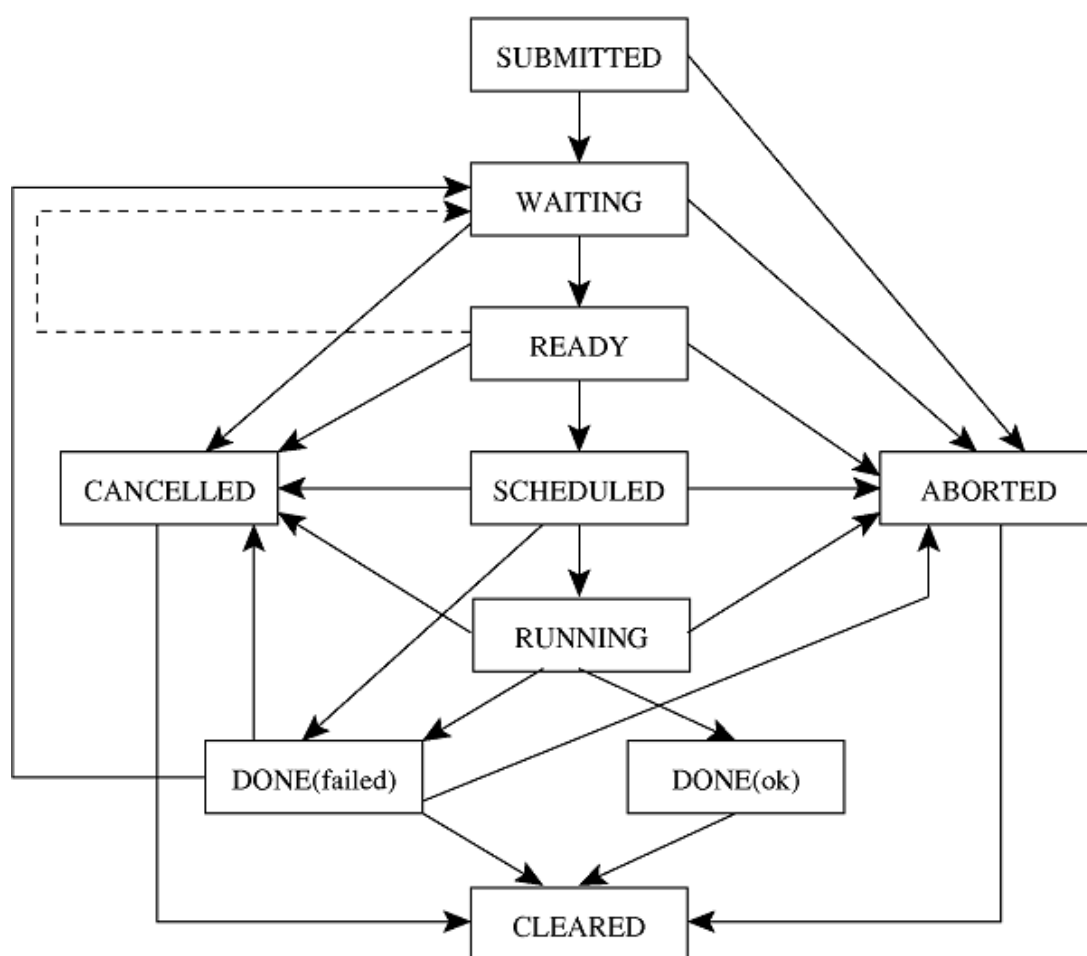 SUBMITTED
WAITING
READY
CANCELLED
SCHEDULED
ABORTED
RUNNING
DONE(failed)
DONE(ok)
CLEARED